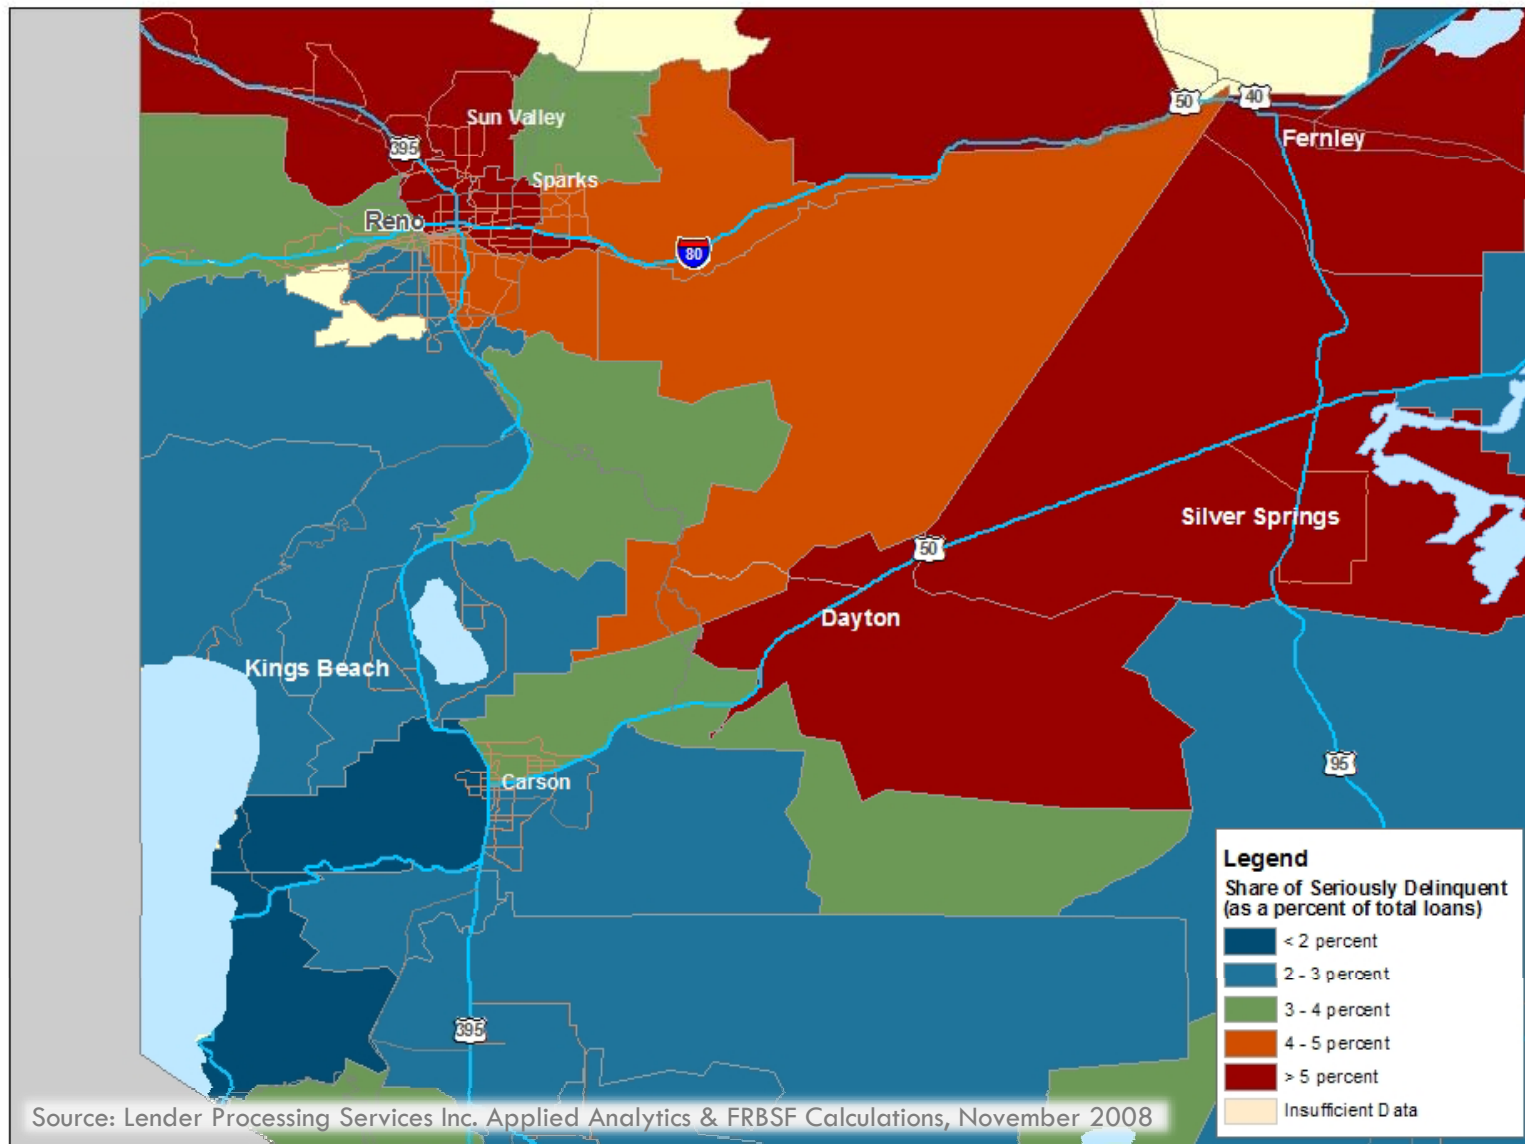 50
40
Fernley
Sun Valley
395
Sparks
Reno
80
Silver Springs
50
Dayton
Kings Beach
95
Carson
Legend
Share of Seriously Delinquent
(as a percent of total loans)
< 2 percent
2 - 3 percent
3 - 4 percent
4 - 5 percent
> 5 percent
Insufficient Data
395
Source: Lender Processing Services Inc. Applied Analytics & FRBSF Calculations, November 2008